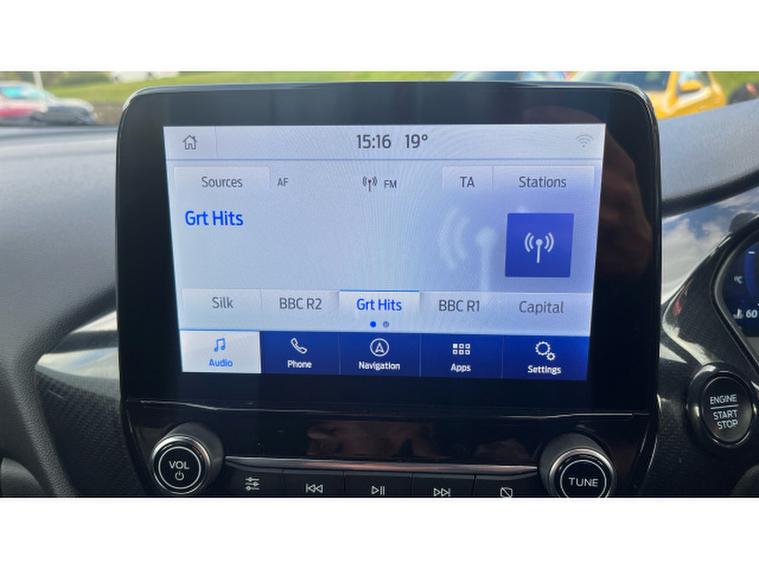 15:16 19°
Sources AF FM TA Stations
Grt Hits
Silk BBC R2 Grt Hits BBC R1 Capital
Audio Phone Navigation Apps Settings
°C
60
ENGINE
START
STOP
VOL
TUNE